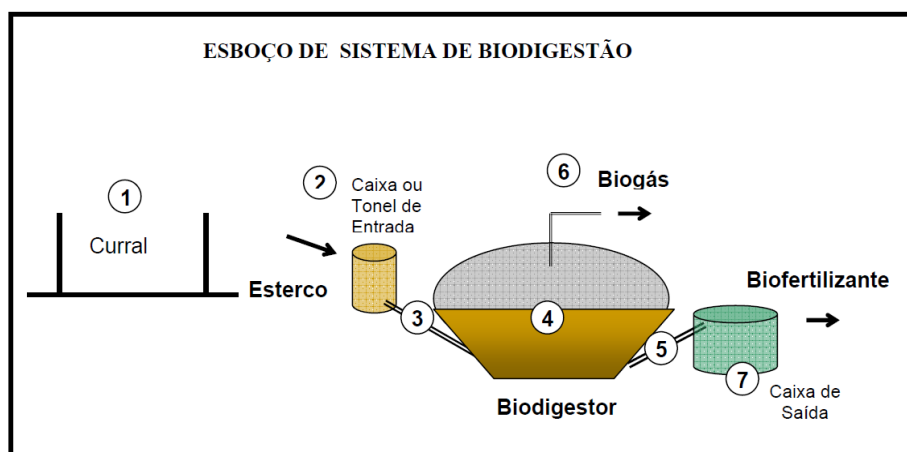 ESBOÇO DE SISTEMA DE BIODIGESTÃO
1
Curral
Esterco
2
Caixa ou
Tonel de
Entrada
3
4
Biodigestor
5
6
Biogás
Biofertilizante
7
Caixa de
Saída